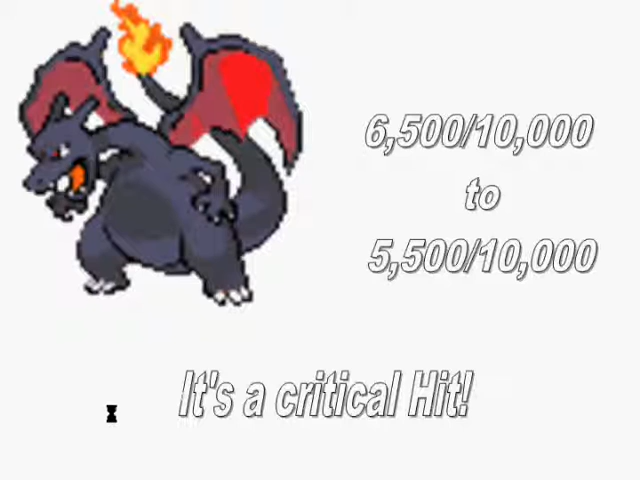 6,500/10,000
to
5,500/10,000
It's a critical Hit!